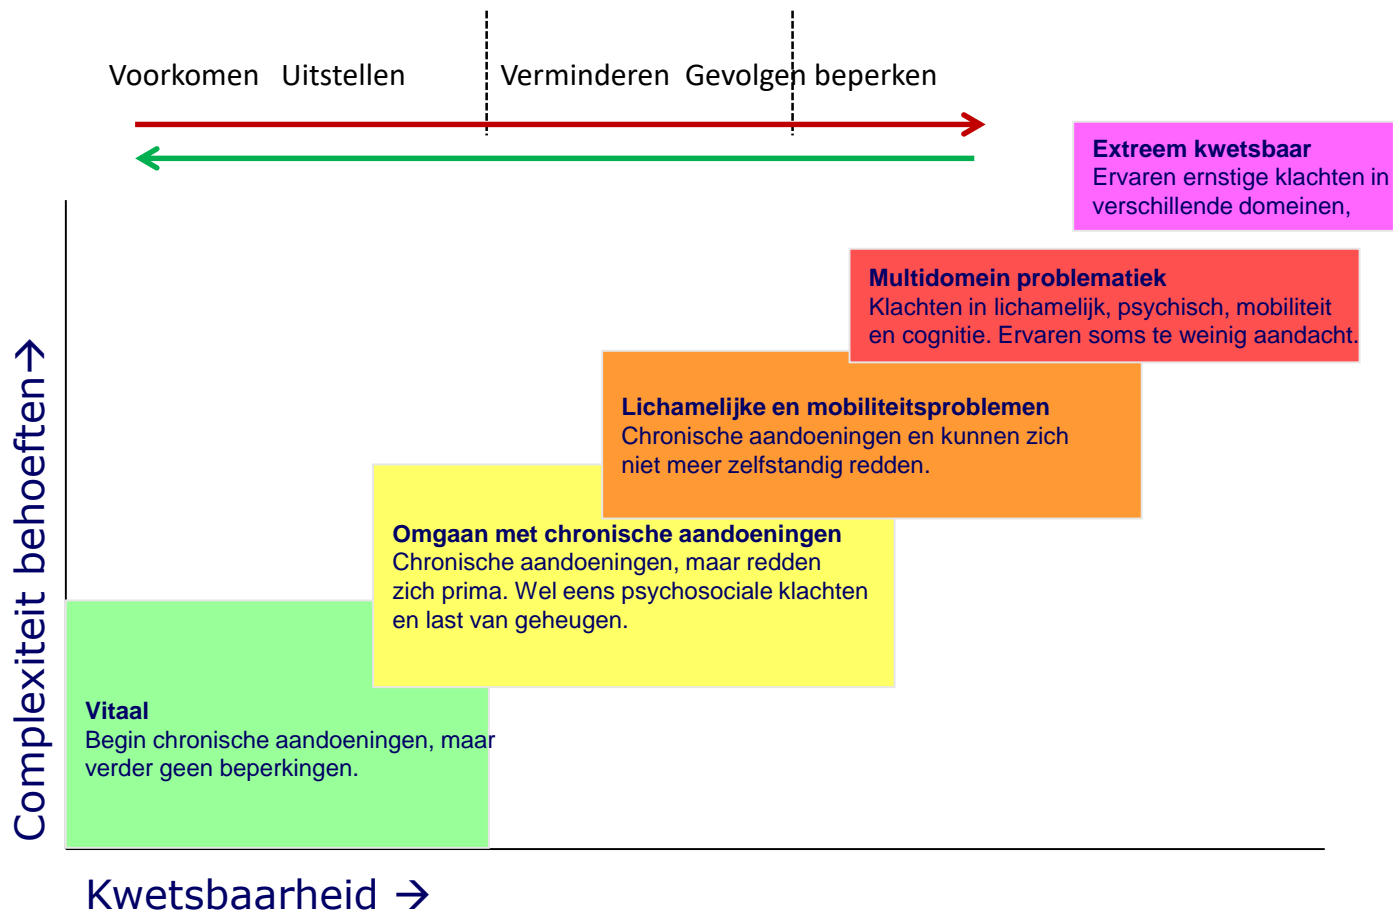 Voorkomen Uitstellen Verminderen Gevolgen beperken
Extreem kwetsbaar
Ervaren ernstige klachten in
verschillende domeinen,
Multidomein problematiek
Klachten in lichamelijk, psychisch, mobiliteit
en cognitie. Ervaren soms te weinig aandacht.
Lichamelijke en mobiliteitsproblemen
Chronische aandoeningen en kunnen zich
niet meer zelfstandig redden.
Omgaan met chronische aandoeningen
Chronische aandoeningen, maar redden
zich prima. Wel eens psychosociale klachten
en last van geheugen.
Vitaal
Begin chronische aandoeningen, maar
verder geen beperkingen.
Complexiteit behoeften→
Kwetsbaarheid →